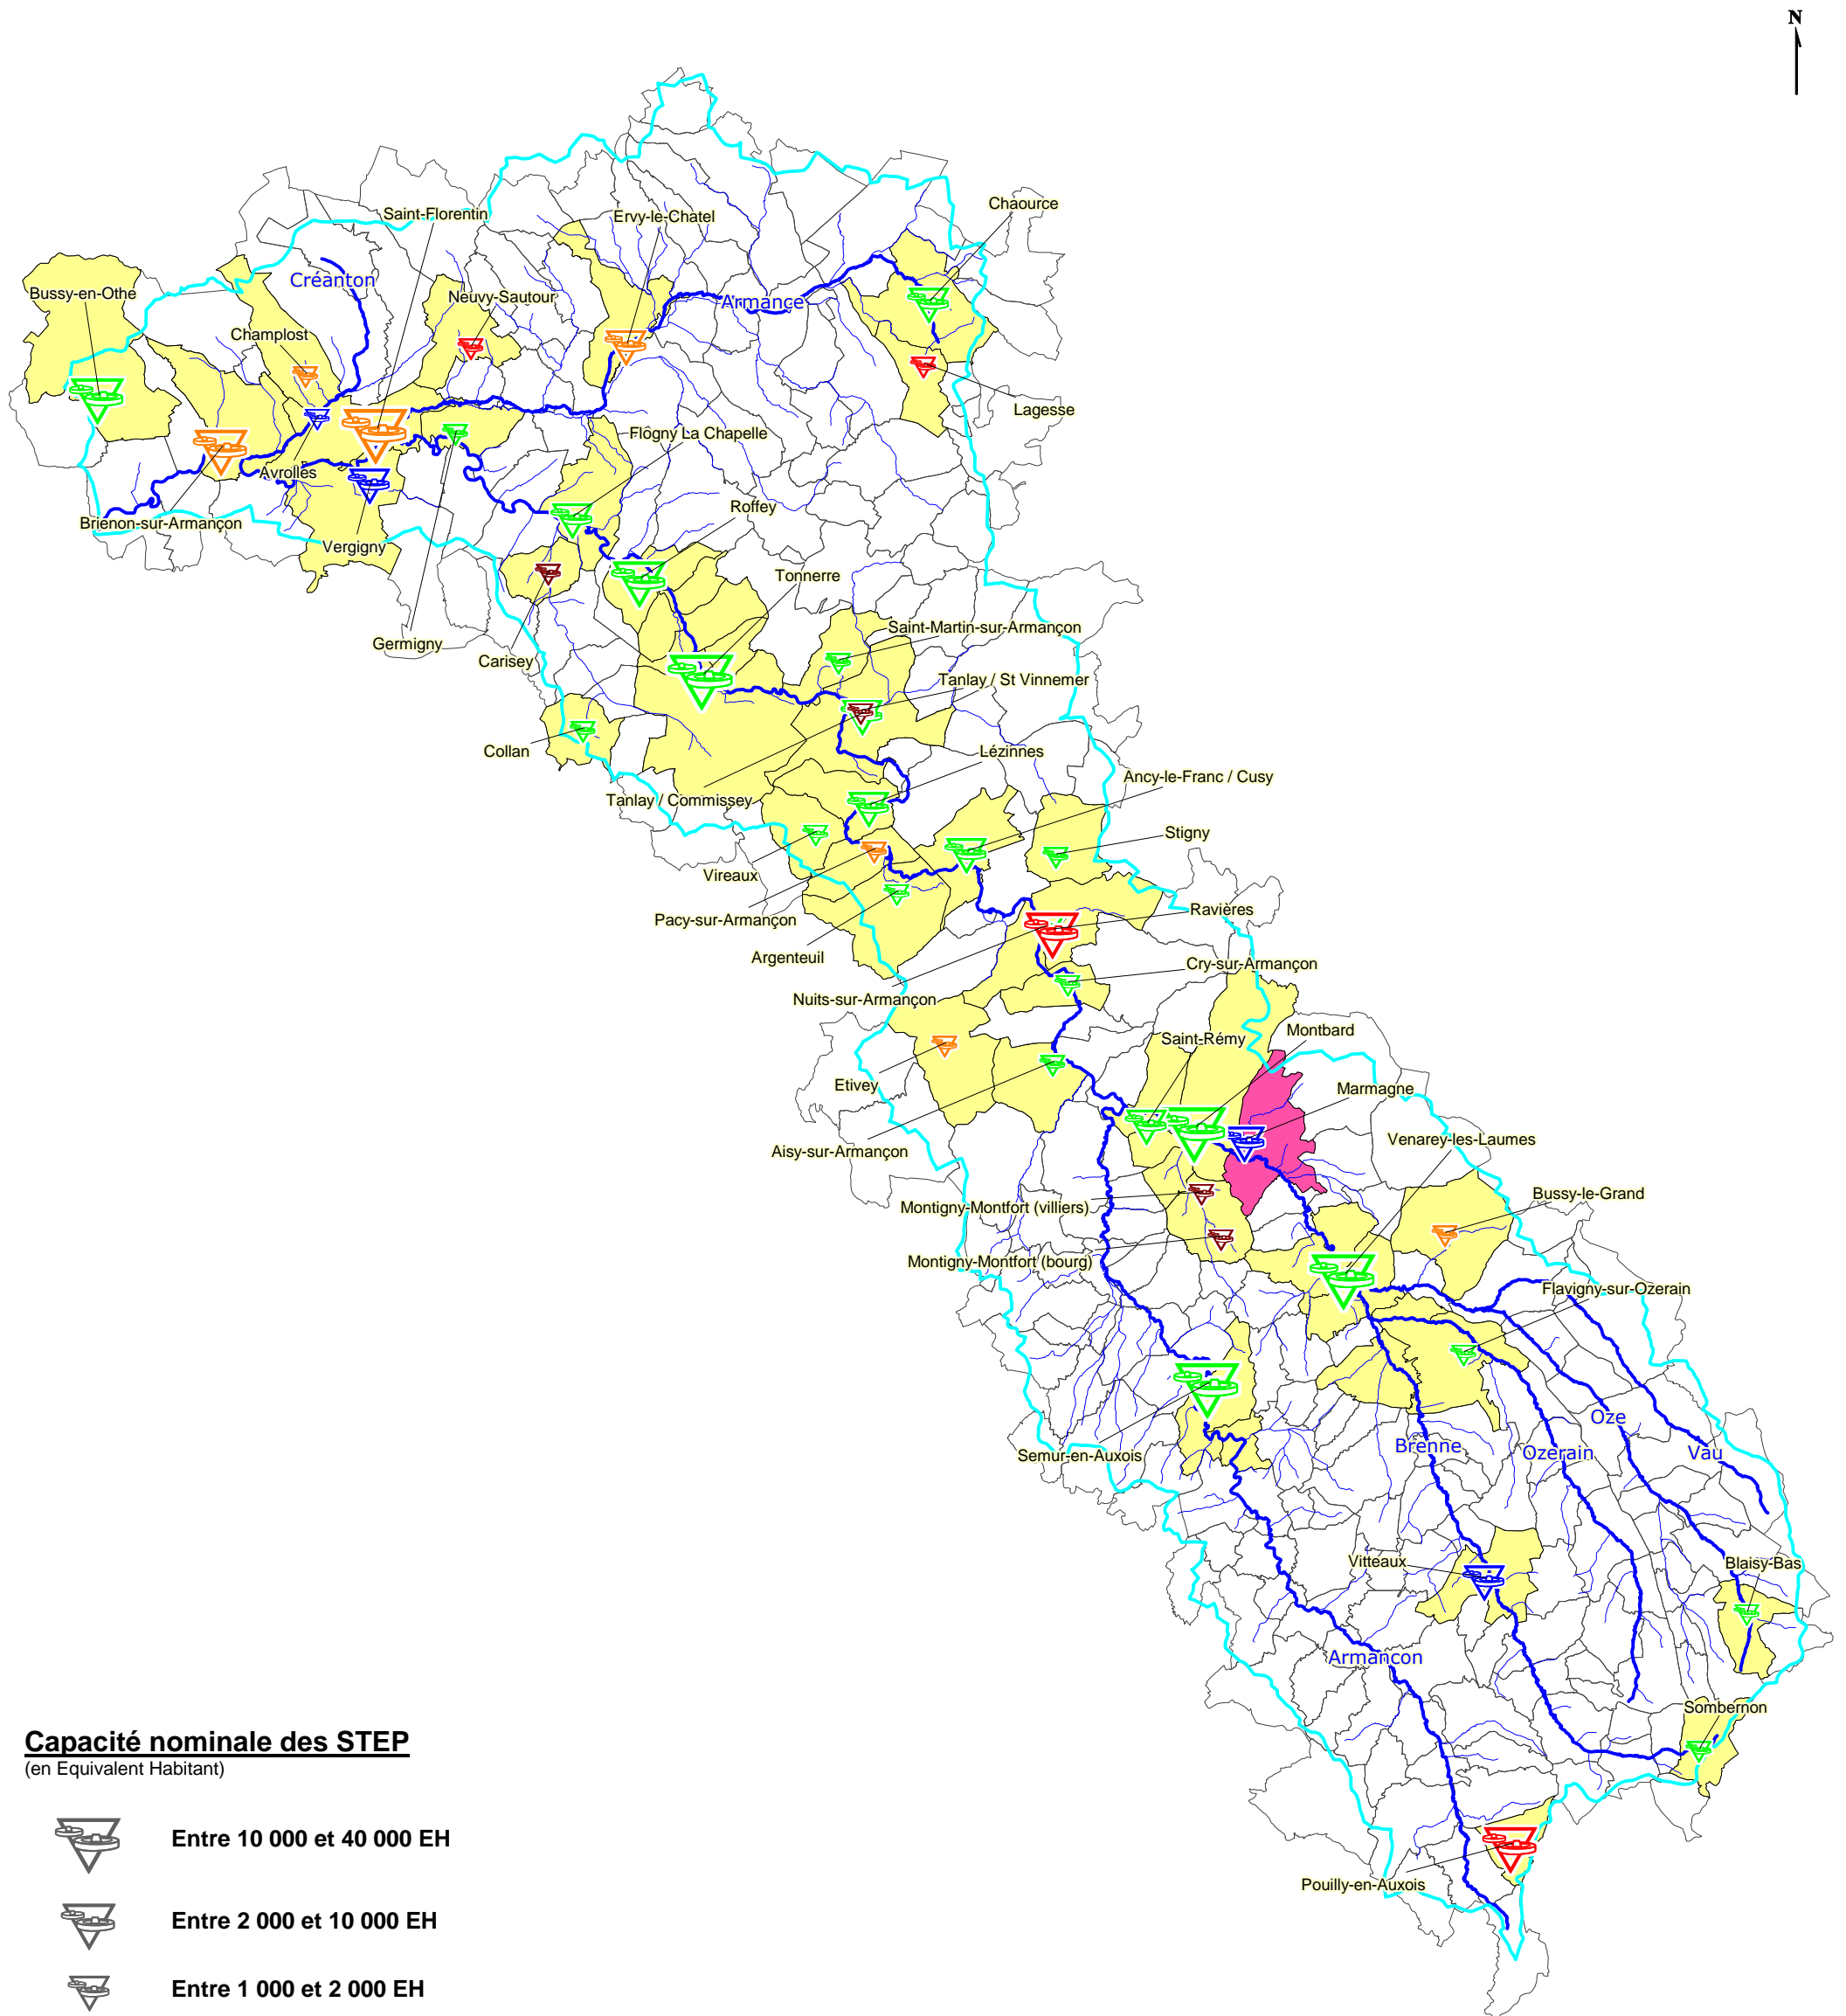 N
Saint-Florentin
Ervy-le-Chatel
Chaource
Créanton
Bussy-en-Othe
Neuvy-Sautour
Armance
Champlost
Lagesse
Flogny La Chapelle
Avrolles
Roffey
Brienon-sur-Armançon
Vergigny
Tonnerre
Saint-Martin-sur-Armançon
Germigny
Carisey
Tanlay / St Vinnemer
Collan
Lézinnes
Ancy-le-Franc / Cusy
Tanlay / Commissey
Stigny
Vireaux
Pacy-sur-Armançon
Ravières
Argenteuil
Cry-sur-Armançon
Nuits-sur-Armançon
Montbard
Saint-Rémy
Etivey
Marmagne
Venarey-les-Laumes
Aisy-sur-Armançon
Bussy-le-Grand
Montigny-Montfort (villiers)
Montigny-Montfort (bourg)
Flavigny-sur-Ozerain
Oze
Brenne
Ozerain
Vau
Semur-en-Auxois
Vitteaux
Blaisy-Bas
Armancon
Sombernon
Capacité nominale des STEP
(en Equivalent Habitant)
Entre 10 000 et 40 000 EH
Pouilly-en-Auxois
Entre 2 000 et 10 000 EH
Entre 1 000 et 2 000 EH